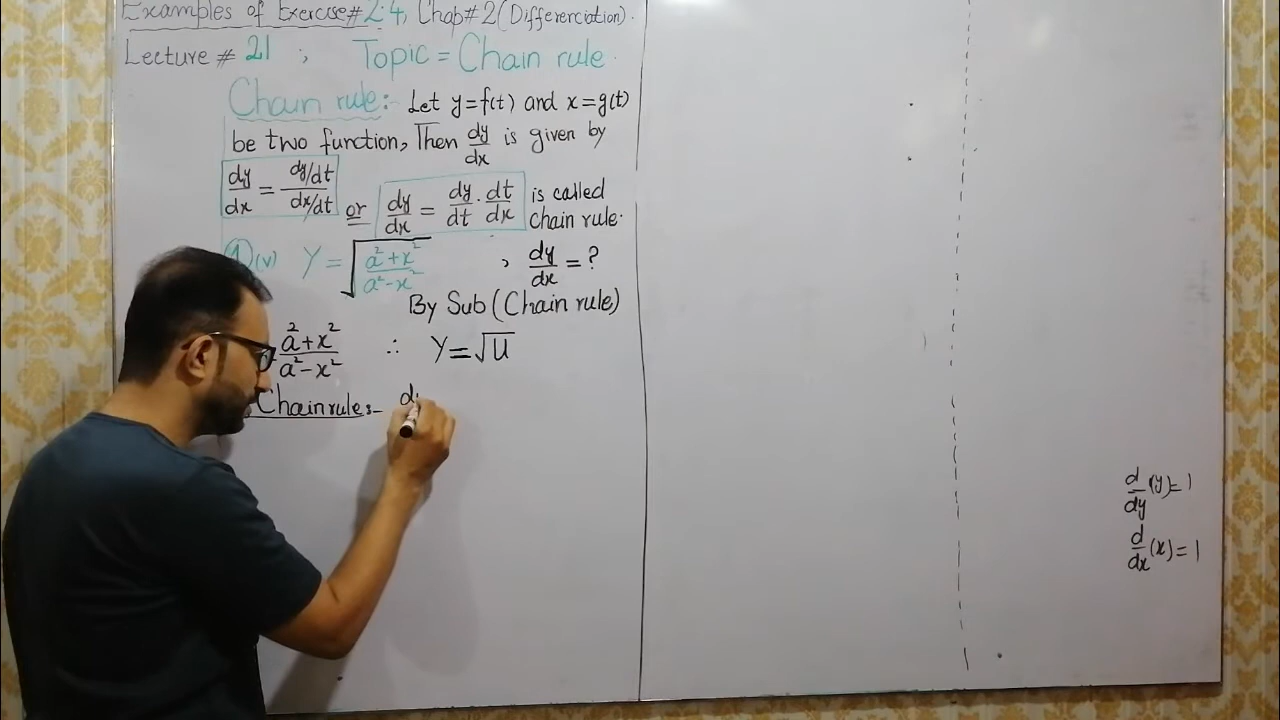 Examples of Exercise# 2.4, Chap# 2 (Differenciation).
Lecture # 21 ; Topic = Chain rule.
Chain rule:- Let y=f(t) and x=g(t)
be two function, Then dy/dx is given by
dy/dx = (dy/dt)/(dx/dt) or dy/dx = dy/dt · dt/dx is called
chain rule.
①(v) Y = √((a²+x²)/(a²-x²)) , dy/dx = ?
By Sub (Chain rule)
(a²+x²)/(a²-x²) ∴ Y = √U
Chain rule:-
d/dy (y) = 1
d/dx (x) = 1